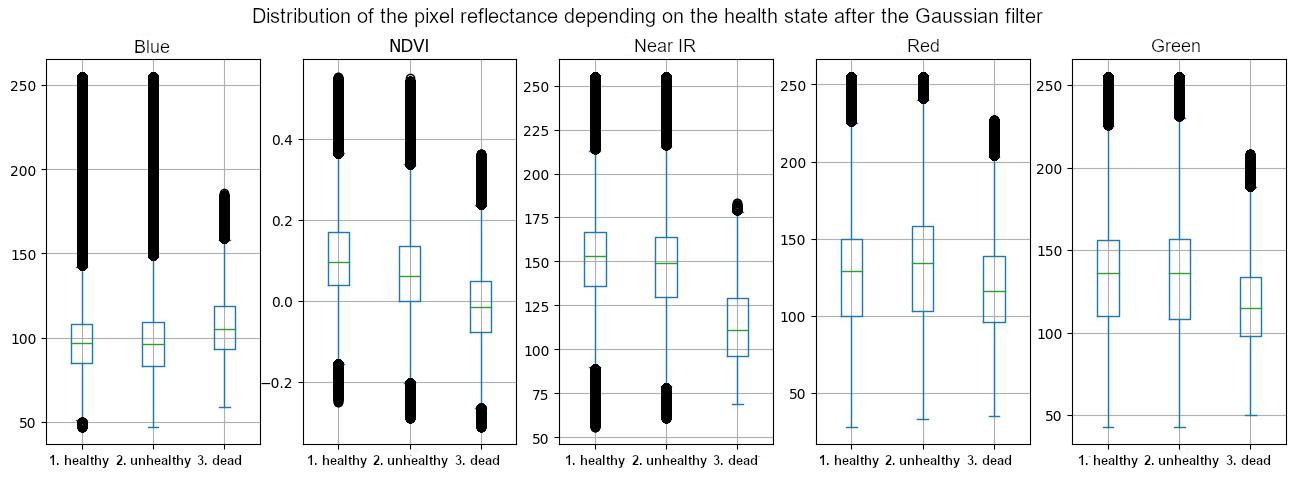 Distribution of the pixel reflectance depending on the health state after the Gaussian filter
Blue
250
200
150
100
50
1. healthy 2. unhealthy 3. dead
NDVI
0.4
0.2
0.0
−0.2
1. healthy 2. unhealthy 3. dead
Near IR
250
225
200
175
150
125
100
75
50
1. healthy 2. unhealthy 3. dead
Red
250
200
150
100
50
1. healthy 2. unhealthy 3. dead
Green
250
200
150
100
50
1. healthy 2. unhealthy 3. dead